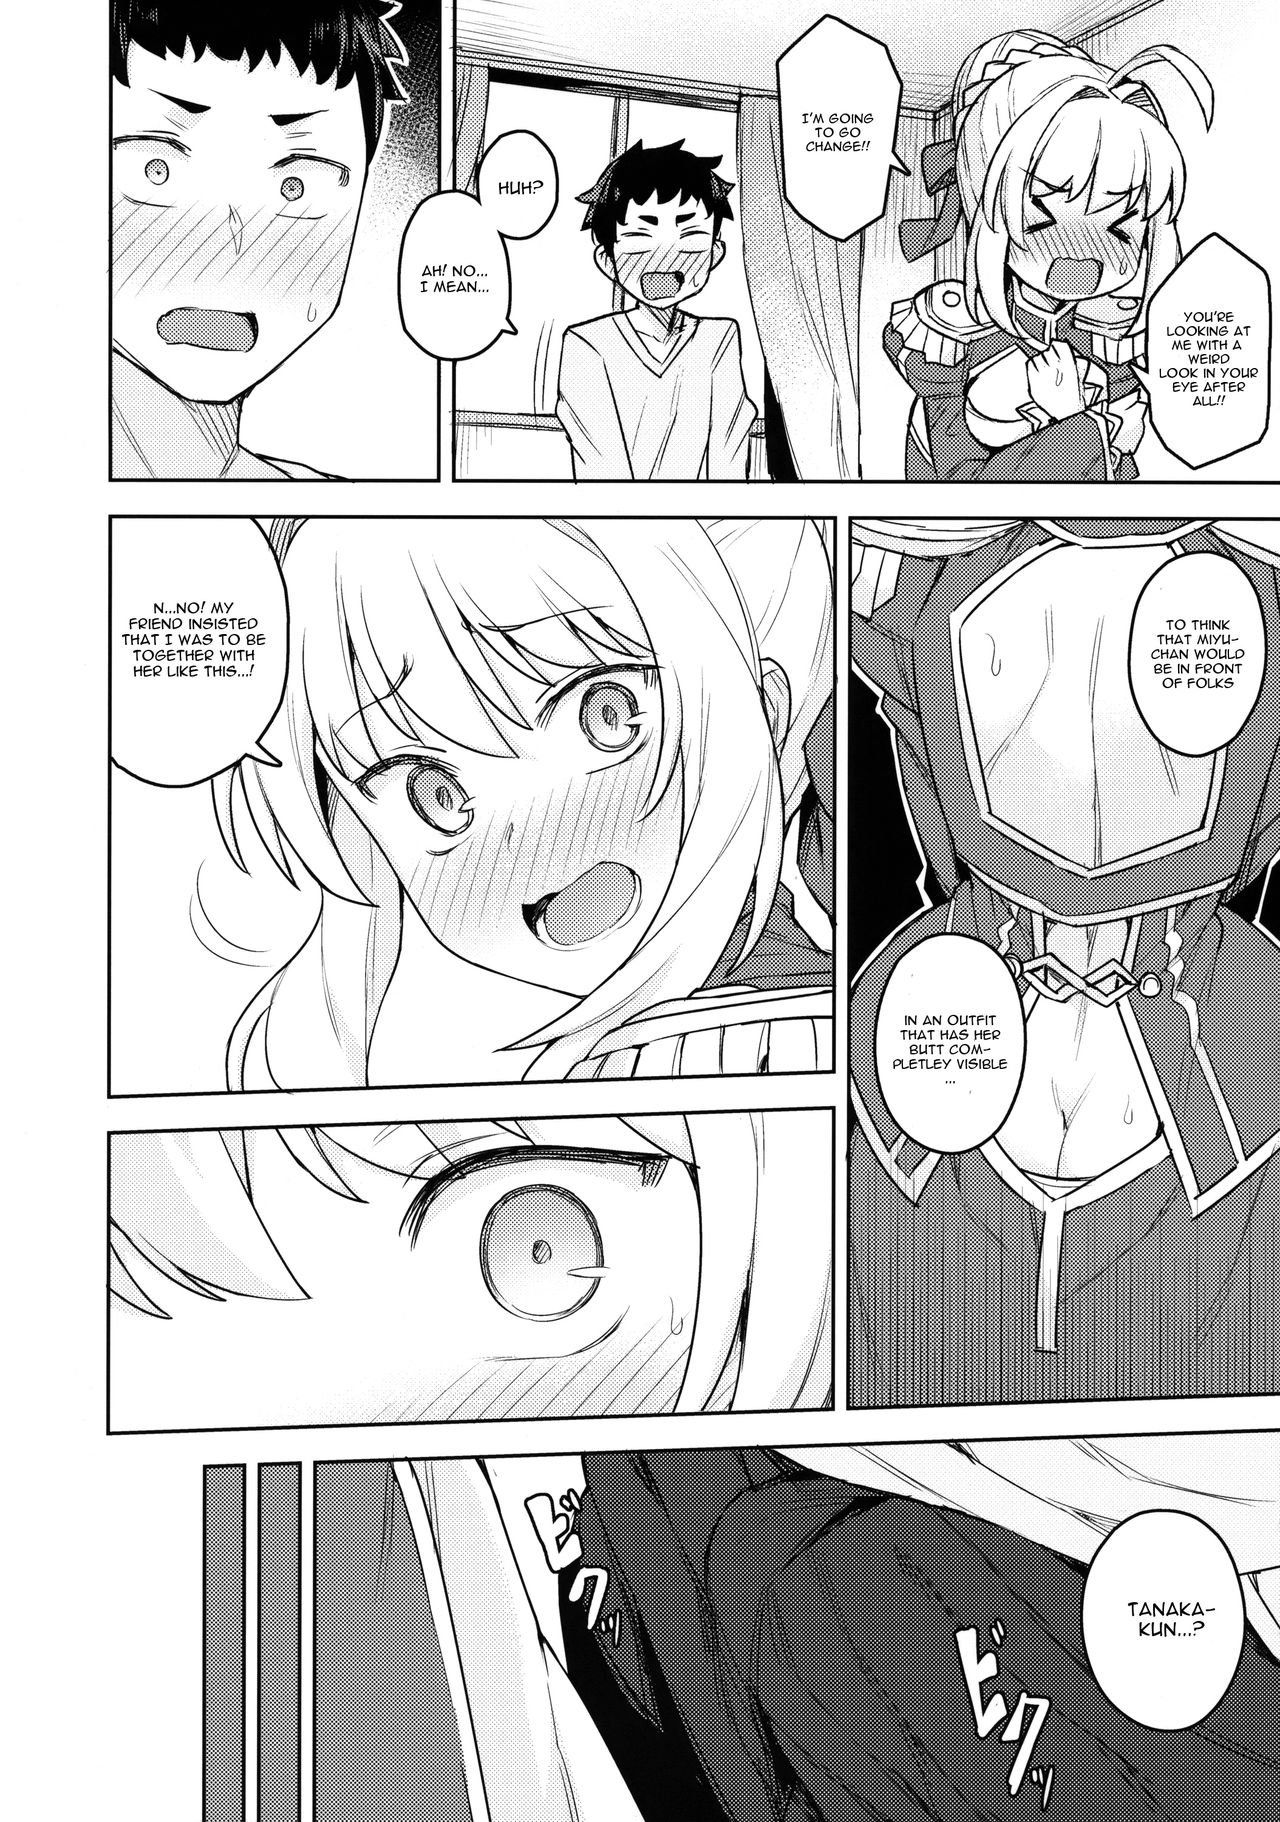 I'M GOING
TO GO
CHANGE!!
YOU'RE
LOOKING AT
ME WITH A
WEIRD
LOOK IN YOUR
EYE AFTER
ALL!!
HUH?
AH! NO...
I MEAN...
TO THINK
THAT MIYU-
CHAN WOULD
BE IN FRONT
OF FOLKS
IN AN OUTFIT
THAT HAS HER
BUTT COM-
PLETLEY VISIBLE
...
N...NO! MY
FRIEND INSISTED
THAT I WAS TO BE
TOGETHER WITH
HER LIKE THIS...!
TANAKA-
KUN...?
ビクッ
ビクッ